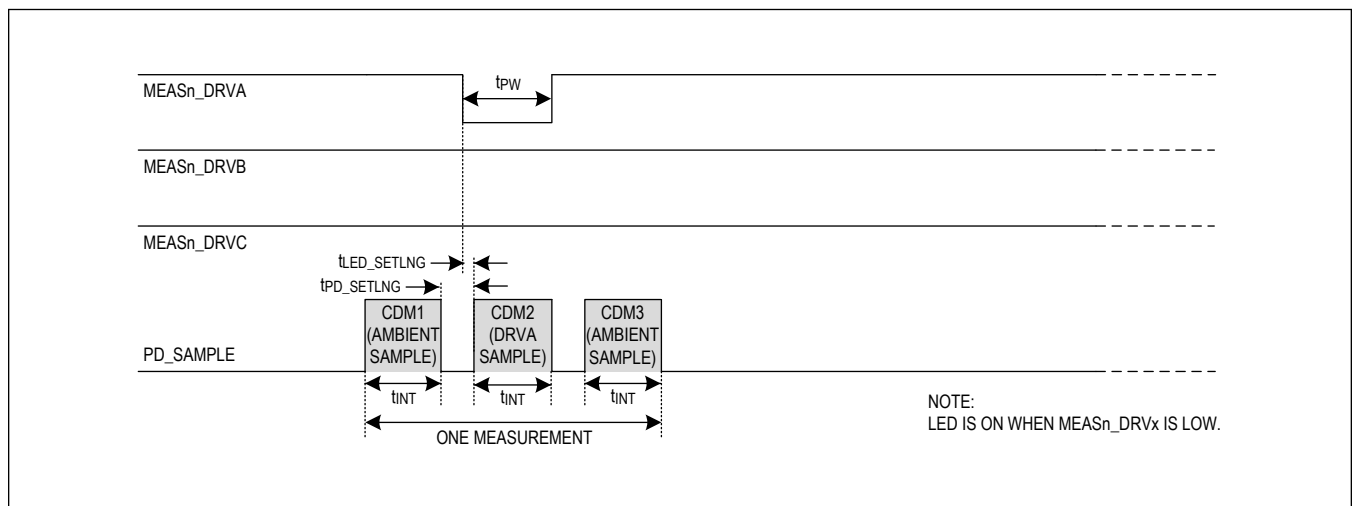 MEASn_DRVA
tPW
MEASn_DRVB
MEASn_DRVC
tLED_SETLNG
tPD_SETLNG
CDM1
(AMBIENT
SAMPLE)
CDM2
(DRVA
SAMPLE)
CDM3
(AMBIENT
SAMPLE)
PD_SAMPLE
tINT
tINT
tINT
ONE MEASUREMENT
NOTE:
LED IS ON WHEN MEASn_DRVx IS LOW.